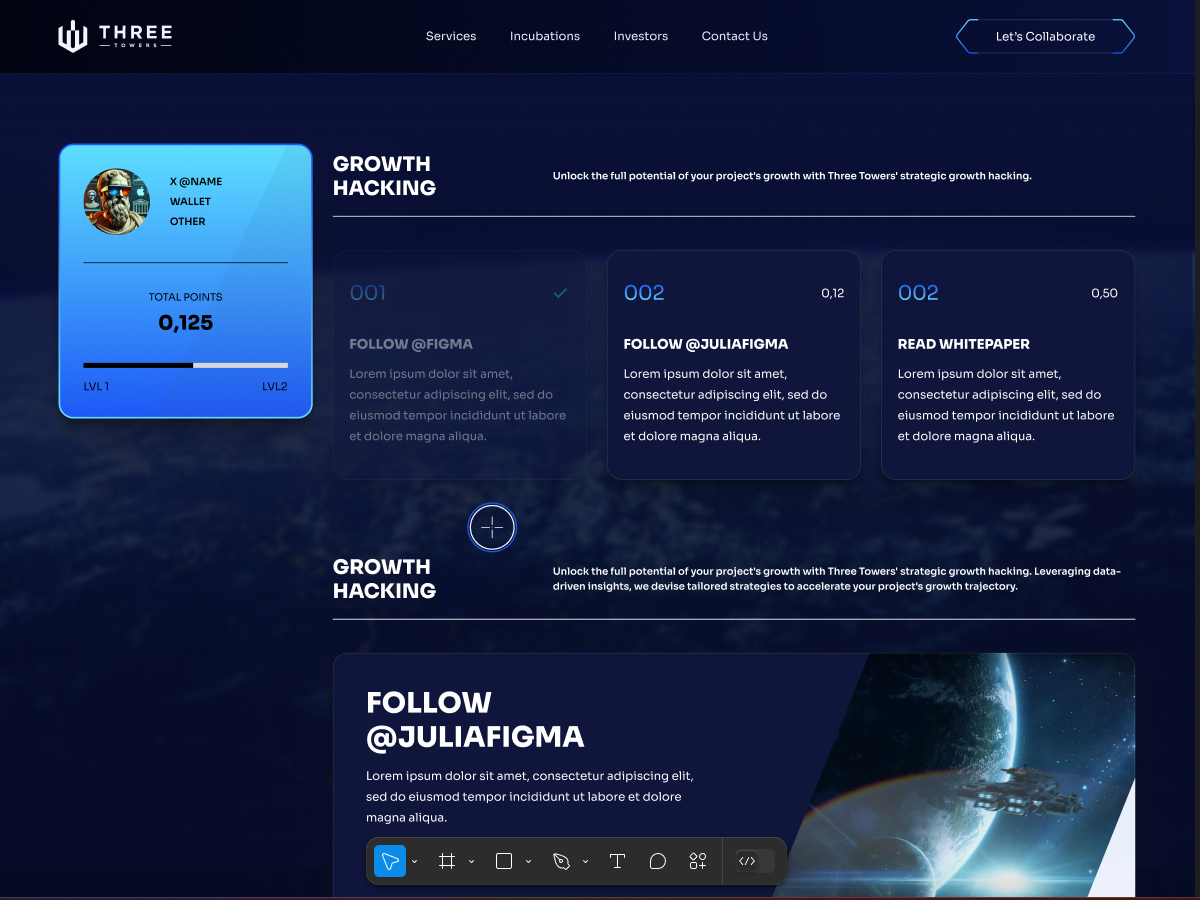 THREE
TOWERS
Services
Incubations
Investors
Contact Us
Let's Collaborate
X @NAME
WALLET
OTHER
TOTAL POINTS
0,125
LVL 1
LVL2
GROWTH
HACKING
Unlock the full potential of your project's growth with Three Towers' strategic growth hacking.
001
FOLLOW @FIGMA
Lorem ipsum dolor sit amet,
consectetur adipiscing elit, sed do
eiusmod tempor incididunt ut labore
et dolore magna aliqua.
002
0,12
FOLLOW @JULIAFIGMA
Lorem ipsum dolor sit amet,
consectetur adipiscing elit, sed do
eiusmod tempor incididunt ut labore
et dolore magna aliqua.
002
0,50
READ WHITEPAPER
Lorem ipsum dolor sit amet,
consectetur adipiscing elit, sed do
eiusmod tempor incididunt ut labore
et dolore magna aliqua.
GROWTH
HACKING
Unlock the full potential of your project's growth with Three Towers' strategic growth hacking. Leveraging data-
driven insights, we devise tailored strategies to accelerate your project's growth trajectory.
FOLLOW
@JULIAFIGMA
Lorem ipsum dolor sit amet, consectetur adipiscing elit,
sed do eiusmod tempor incididunt ut labore et dolore
magna aliqua.